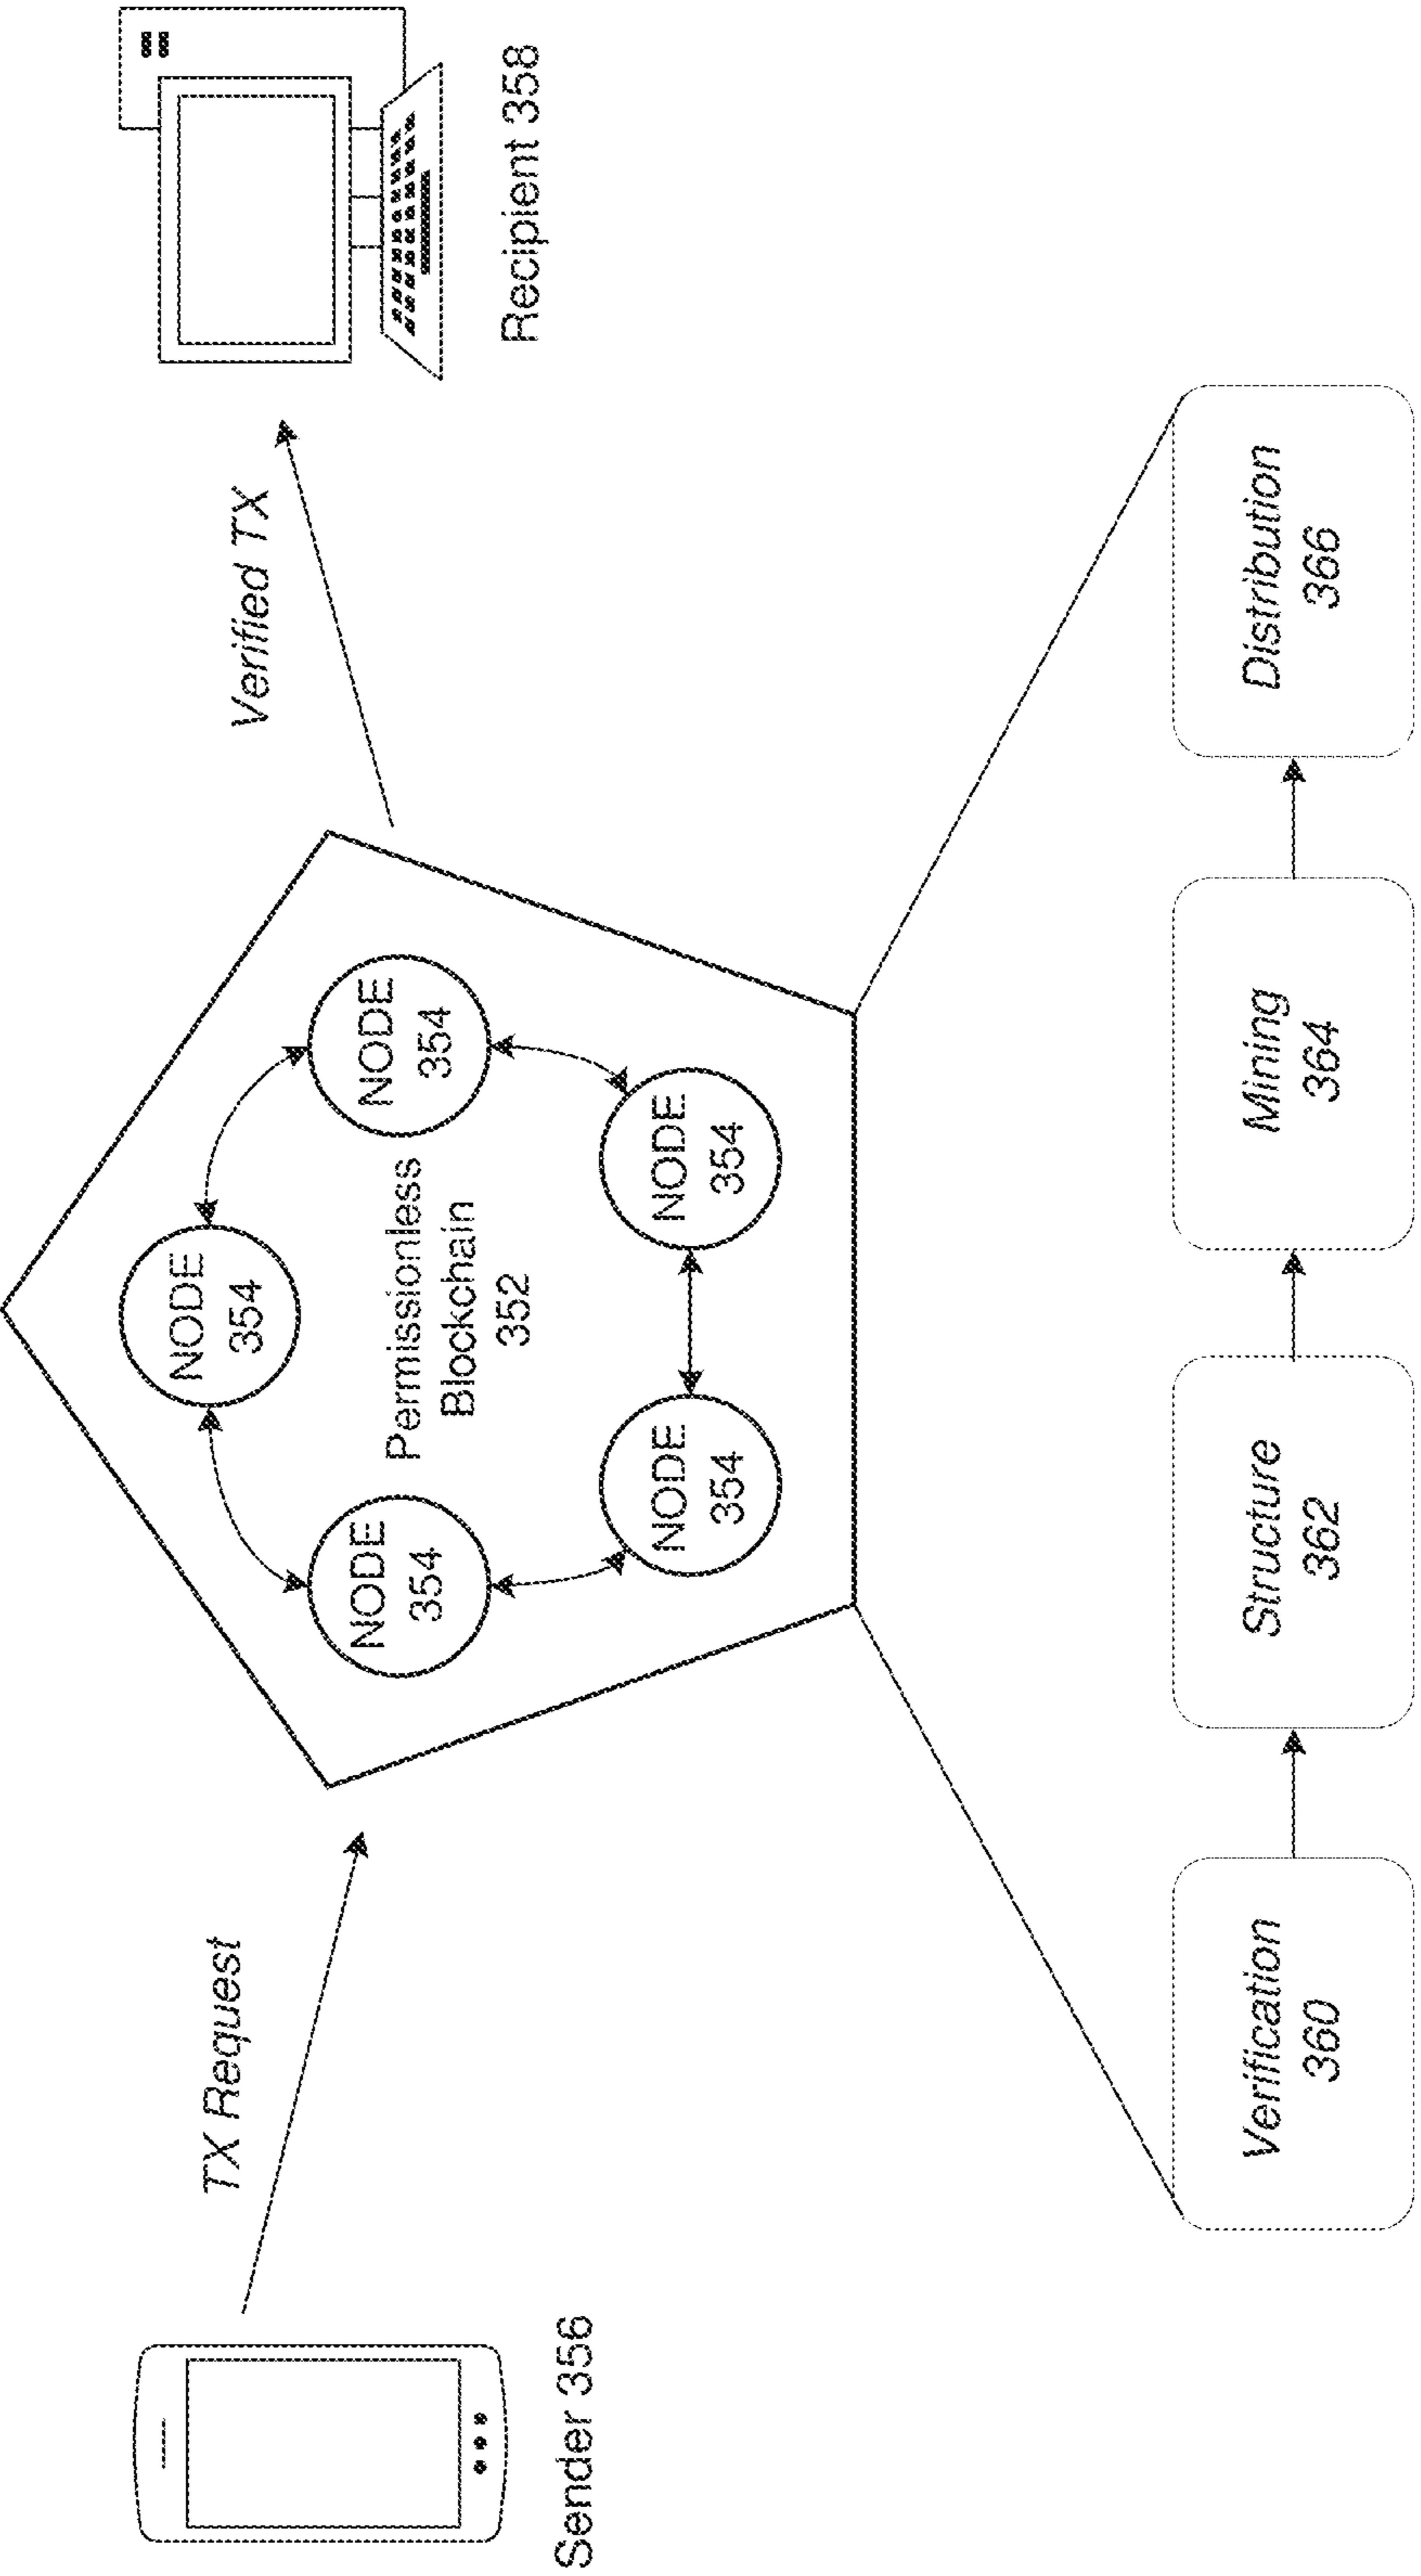 TX Request
Verified TX
Sender 356
Recipient 358
NODE
354
NODE
354
NODE
354
Permissionless
Blockchain
352
NODE
354
NODE
354
Verification
360
Structure
362
Mining
364
Distribution
366